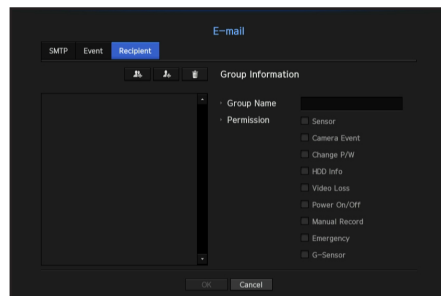 E-mail
SMTP Event Recipient
Group Information
Group Name
Permission
Sensor
Camera Event
Change P/W
HDD Info
Video Loss
Power On/Off
Manual Record
Emergency
G-Sensor
OK Cancel